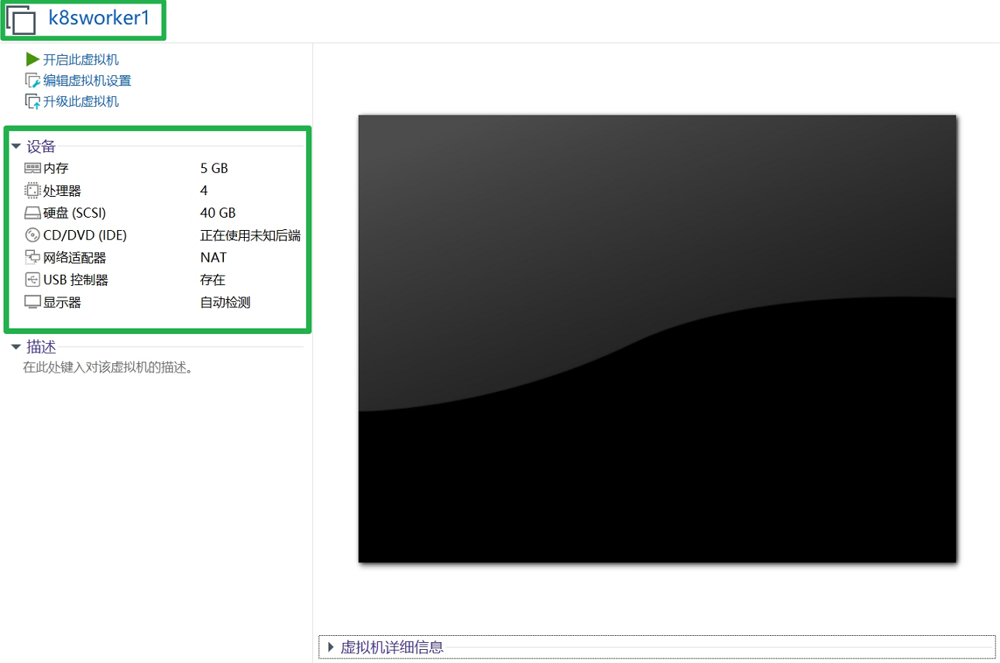 k8sworker1
开启此虚拟机
编辑虚拟机设置
升级此虚拟机
设备
内存 5 GB
处理器 4
硬盘 (SCSI) 40 GB
CD/DVD (IDE) 正在使用未知后端
网络适配器 NAT
USB 控制器 存在
显示器 自动检测
描述
在此处键入对该虚拟机的描述。
虚拟机详细信息